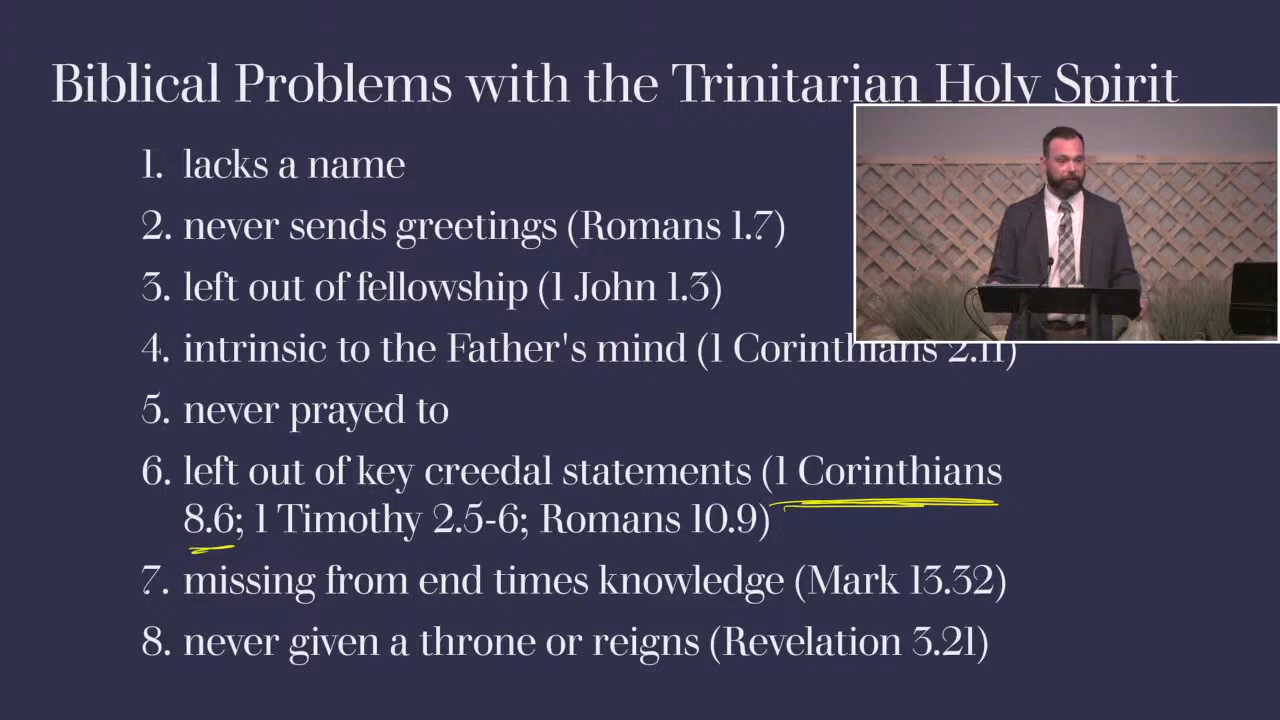 Biblical Problems with the Trinitarian Holy Spirit
1. lacks a name
2. never sends greetings (Romans 1.7)
3. left out of fellowship (1 John 1.3)
4. intrinsic to the Father's mind (1 Corinthians 2.11)
5. never prayed to
6. left out of key creedal statements (1 Corinthians
8.6; 1 Timothy 2.5-6; Romans 10.9)
7. missing from end times knowledge (Mark 13.32)
8. never given a throne or reigns (Revelation 3.21)